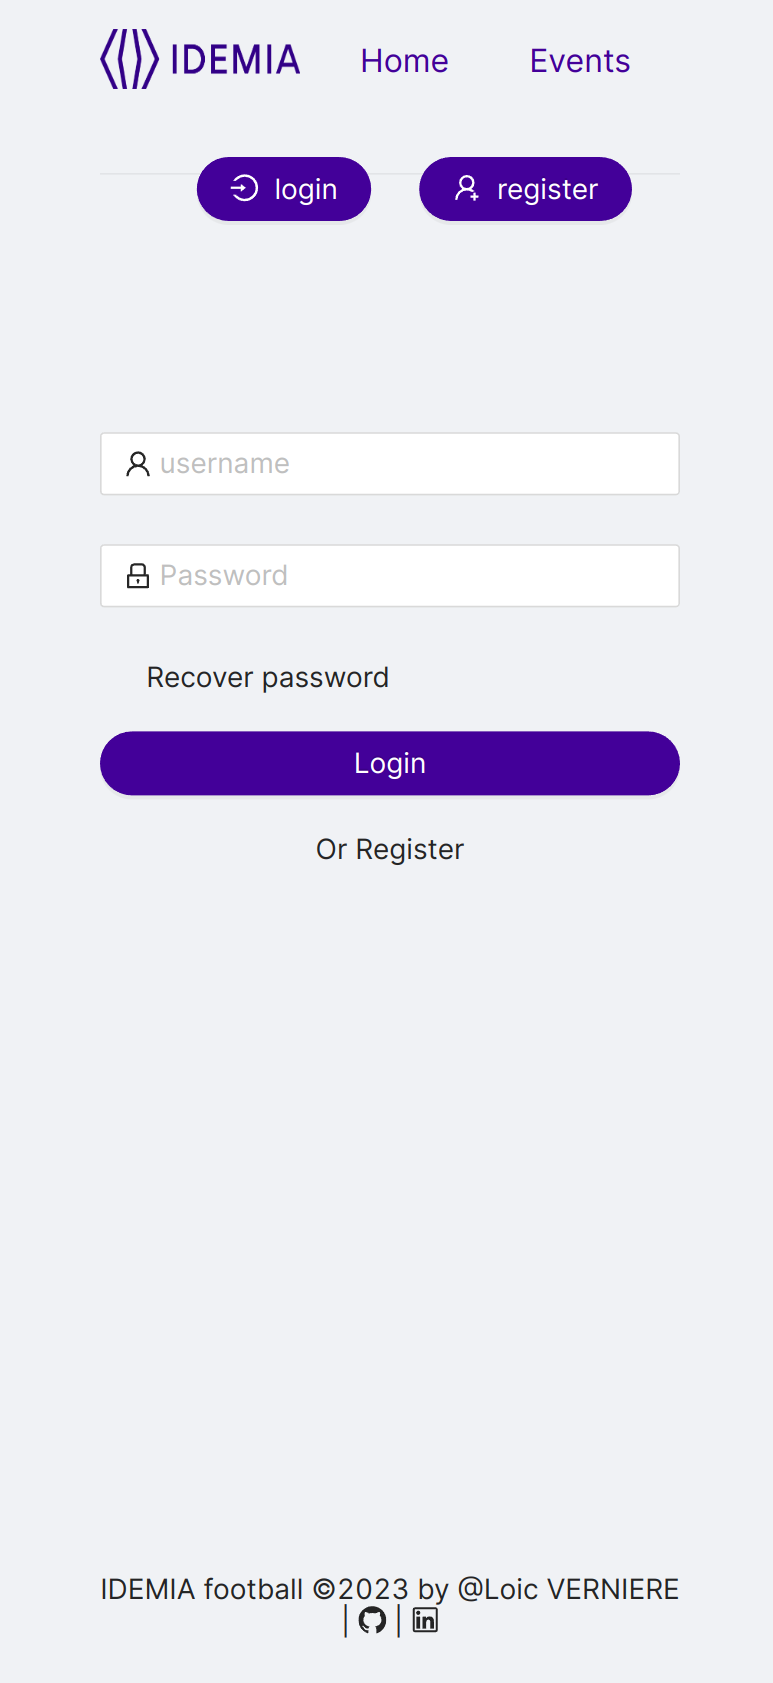 IDEMIA Home Events
login register
username
Password
Recover password
Login
Or Register
IDEMIA football ©2023 by @Loic VERNIERE
| |